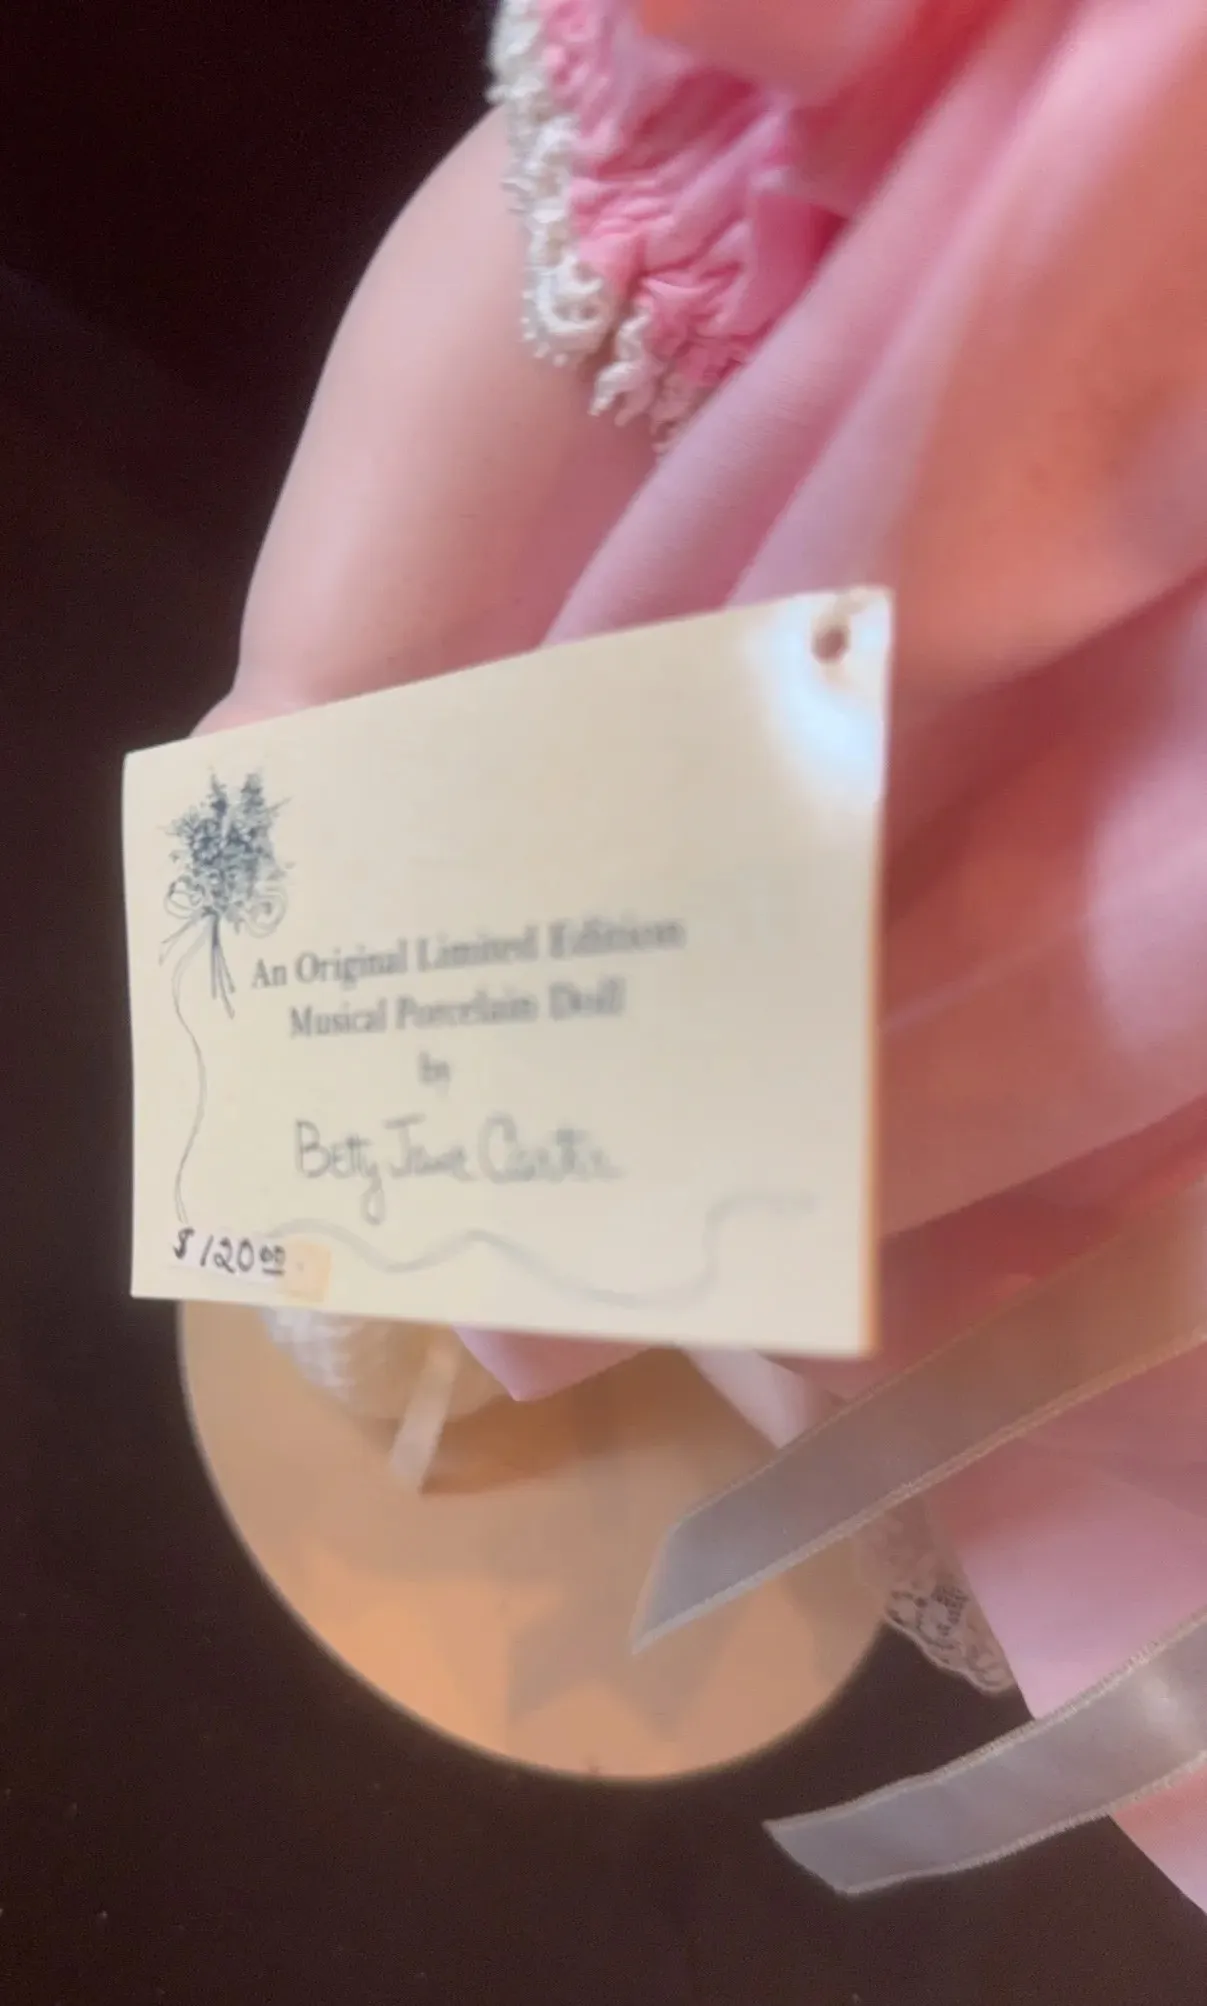 An Original Limited Edition
Musical Porcelain Doll
by
Betty Jane Carter
$120.00